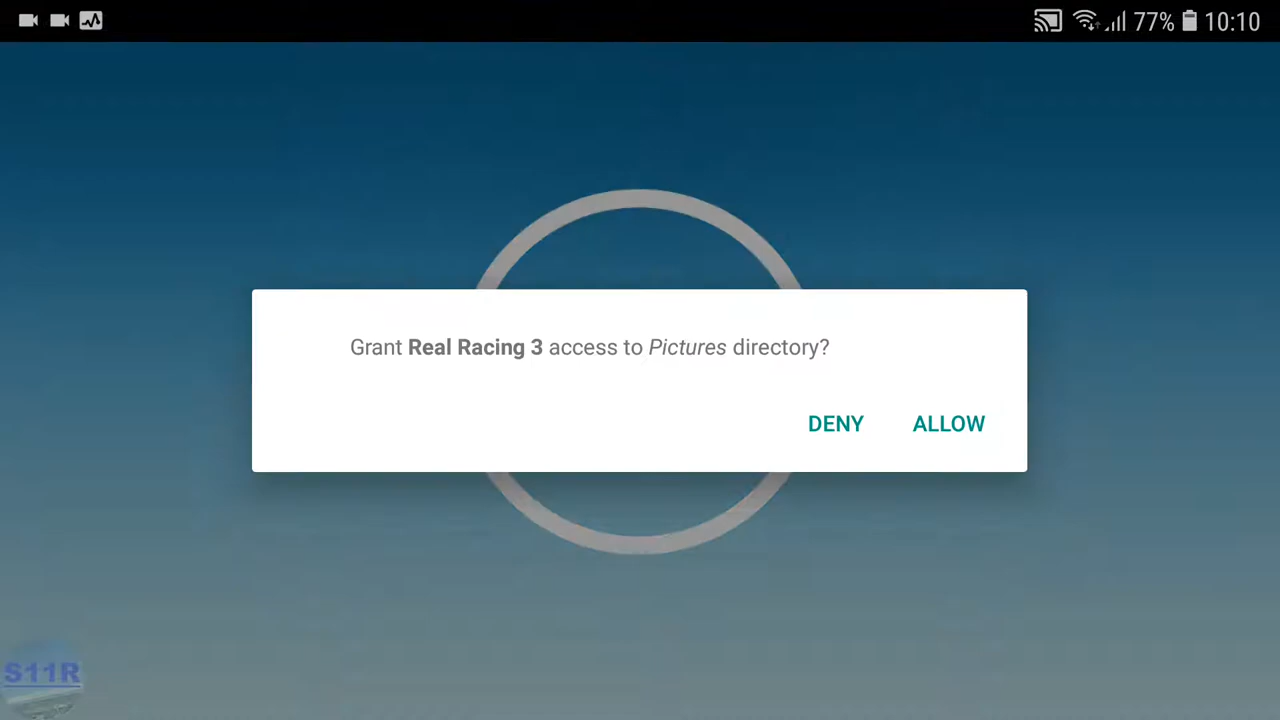 77% 10:10
Grant Real Racing 3 access to Pictures directory?
DENY ALLOW
S11R